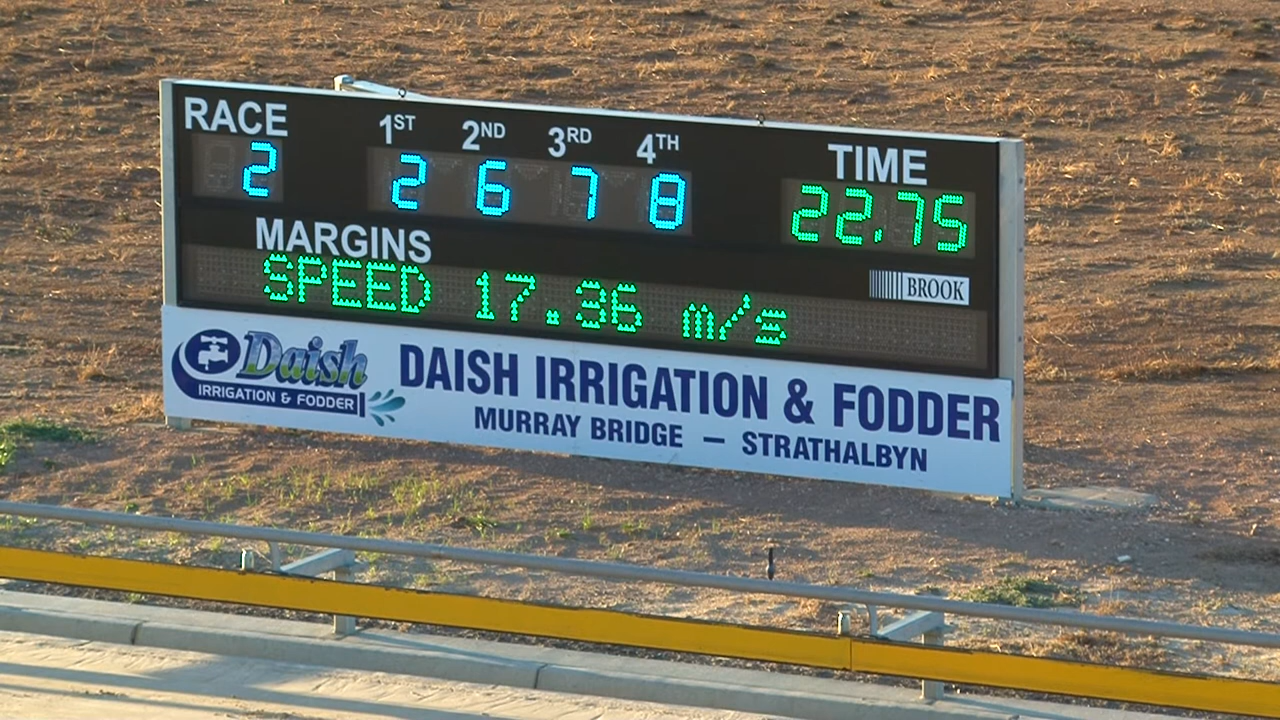 RACE 1ST 2ND 3RD 4TH TIME
2 2 6 7 8 22.75
MARGINS
SPEED 17.36 m/s
BROOK
Daish
IRRIGATION & FODDER
DAISH IRRIGATION & FODDER
MURRAY BRIDGE – STRATHALBYN